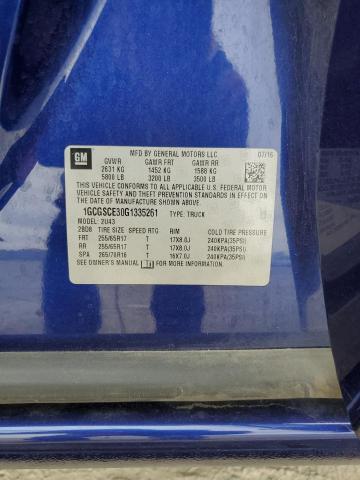 GM
MFD BY GENERAL MOTORS LLC
07/16
GVWR GAWR FRT GAWR RR
2631 KG 1452 KG 1588 KG
5800 LB 3200 LB 3500 LB
THIS VEHICLE CONFORMS TO ALL APPLICABLE U.S. FEDERAL
MOTOR VEHICLE SAFETY, BUMPER, AND THEFT PREVENTION
STANDARDS IN EFFECT ON THE DATE OF MANUFACTURE SHOWN ABOVE.
1GCGSCE30G1335261 TYPE: TRUCK
MODEL: 2U43
TIRE SIZE SPEED RTG RIM COLD TIRE PRESSURE
FRT 255/65R17 T 17X8.0J 240KPA(35PSI)
RR 255/65R17 T 17X8.0J 240KPA(35PSI)
SPA 265/70R16 T 16X7.0J 240KPA(35PSI)
SEE OWNER'S MANUAL FOR ADDITIONAL INFORMATION.